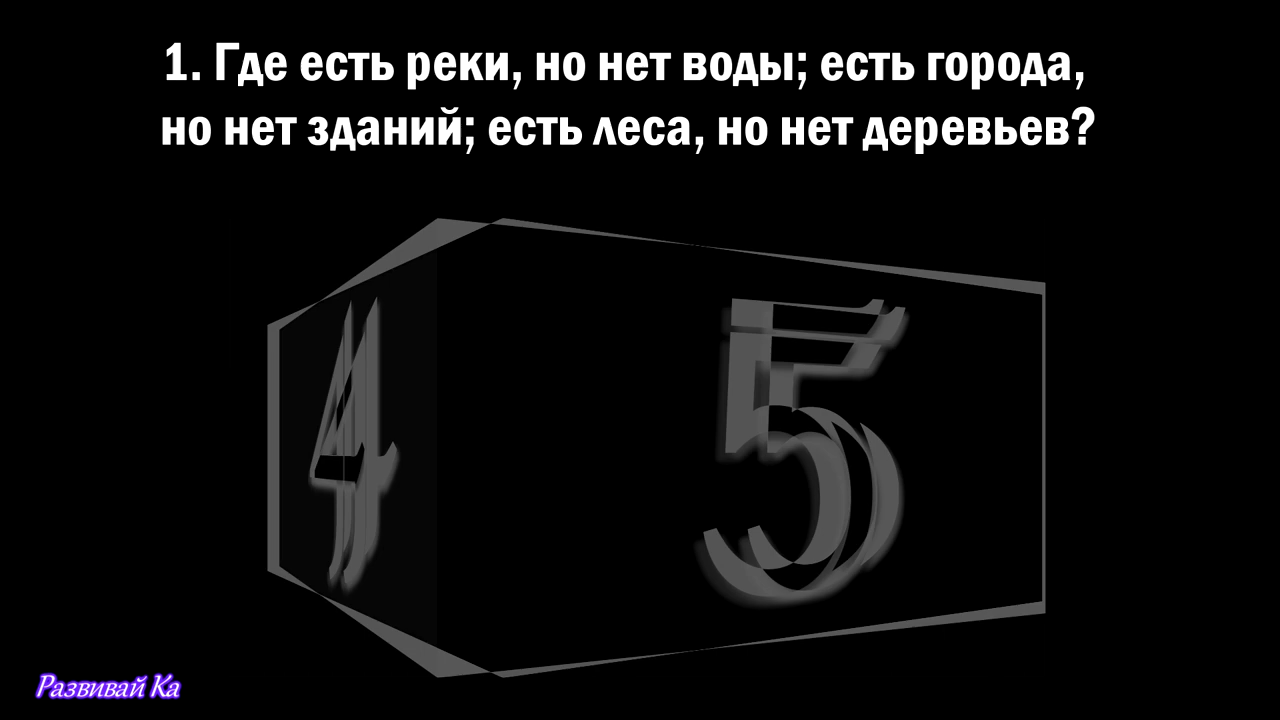 1. Где есть реки, но нет воды; есть города,
но нет зданий; есть леса, но нет деревьев?
4 5
Развивай Ка